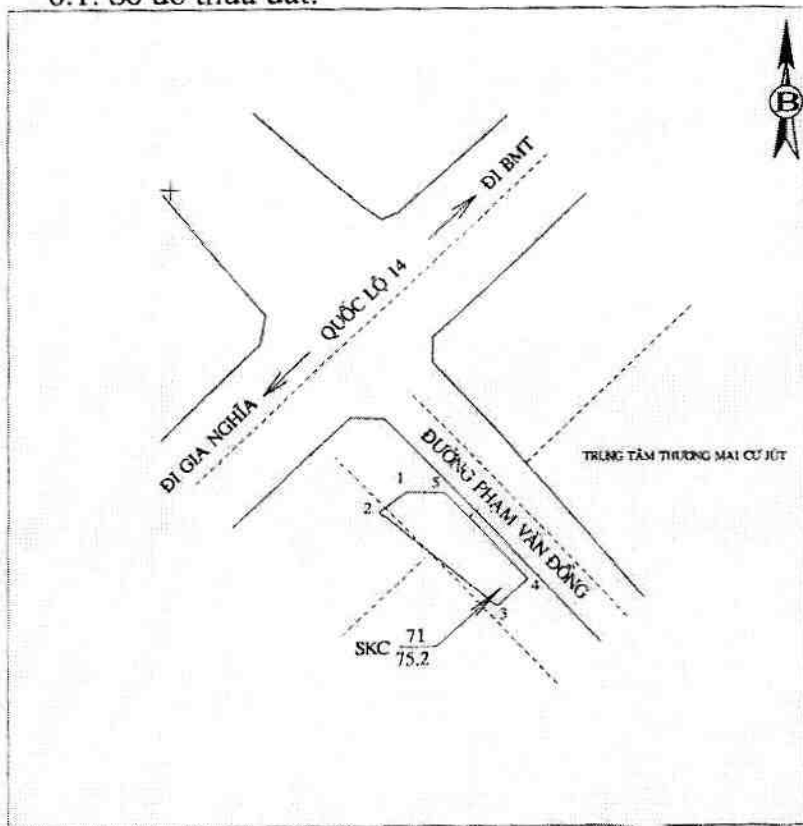 6.1. Sơ đồ thửa đất:
B
ĐI BMT
QUỐC LỘ 14
ĐI GIA NGHĨA
ĐƯỜNG PHẠM VĂN ĐỒNG
TRUNG TÂM THƯƠNG MẠI CƯ JÚT
1
5
2
4
3
SKC 71
75.2